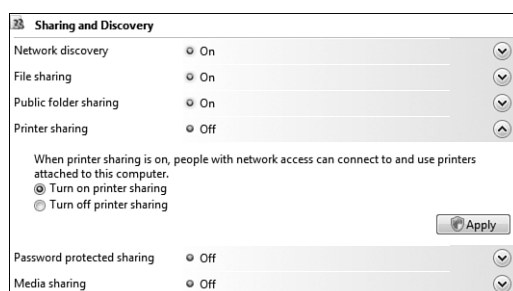 Sharing and Discovery
Network discovery On
File sharing On
Public folder sharing On
Printer sharing Off
When printer sharing is on, people with network access can connect to and use printers
attached to this computer.
Turn on printer sharing
Turn off printer sharing
Apply
Password protected sharing Off
Media sharing Off